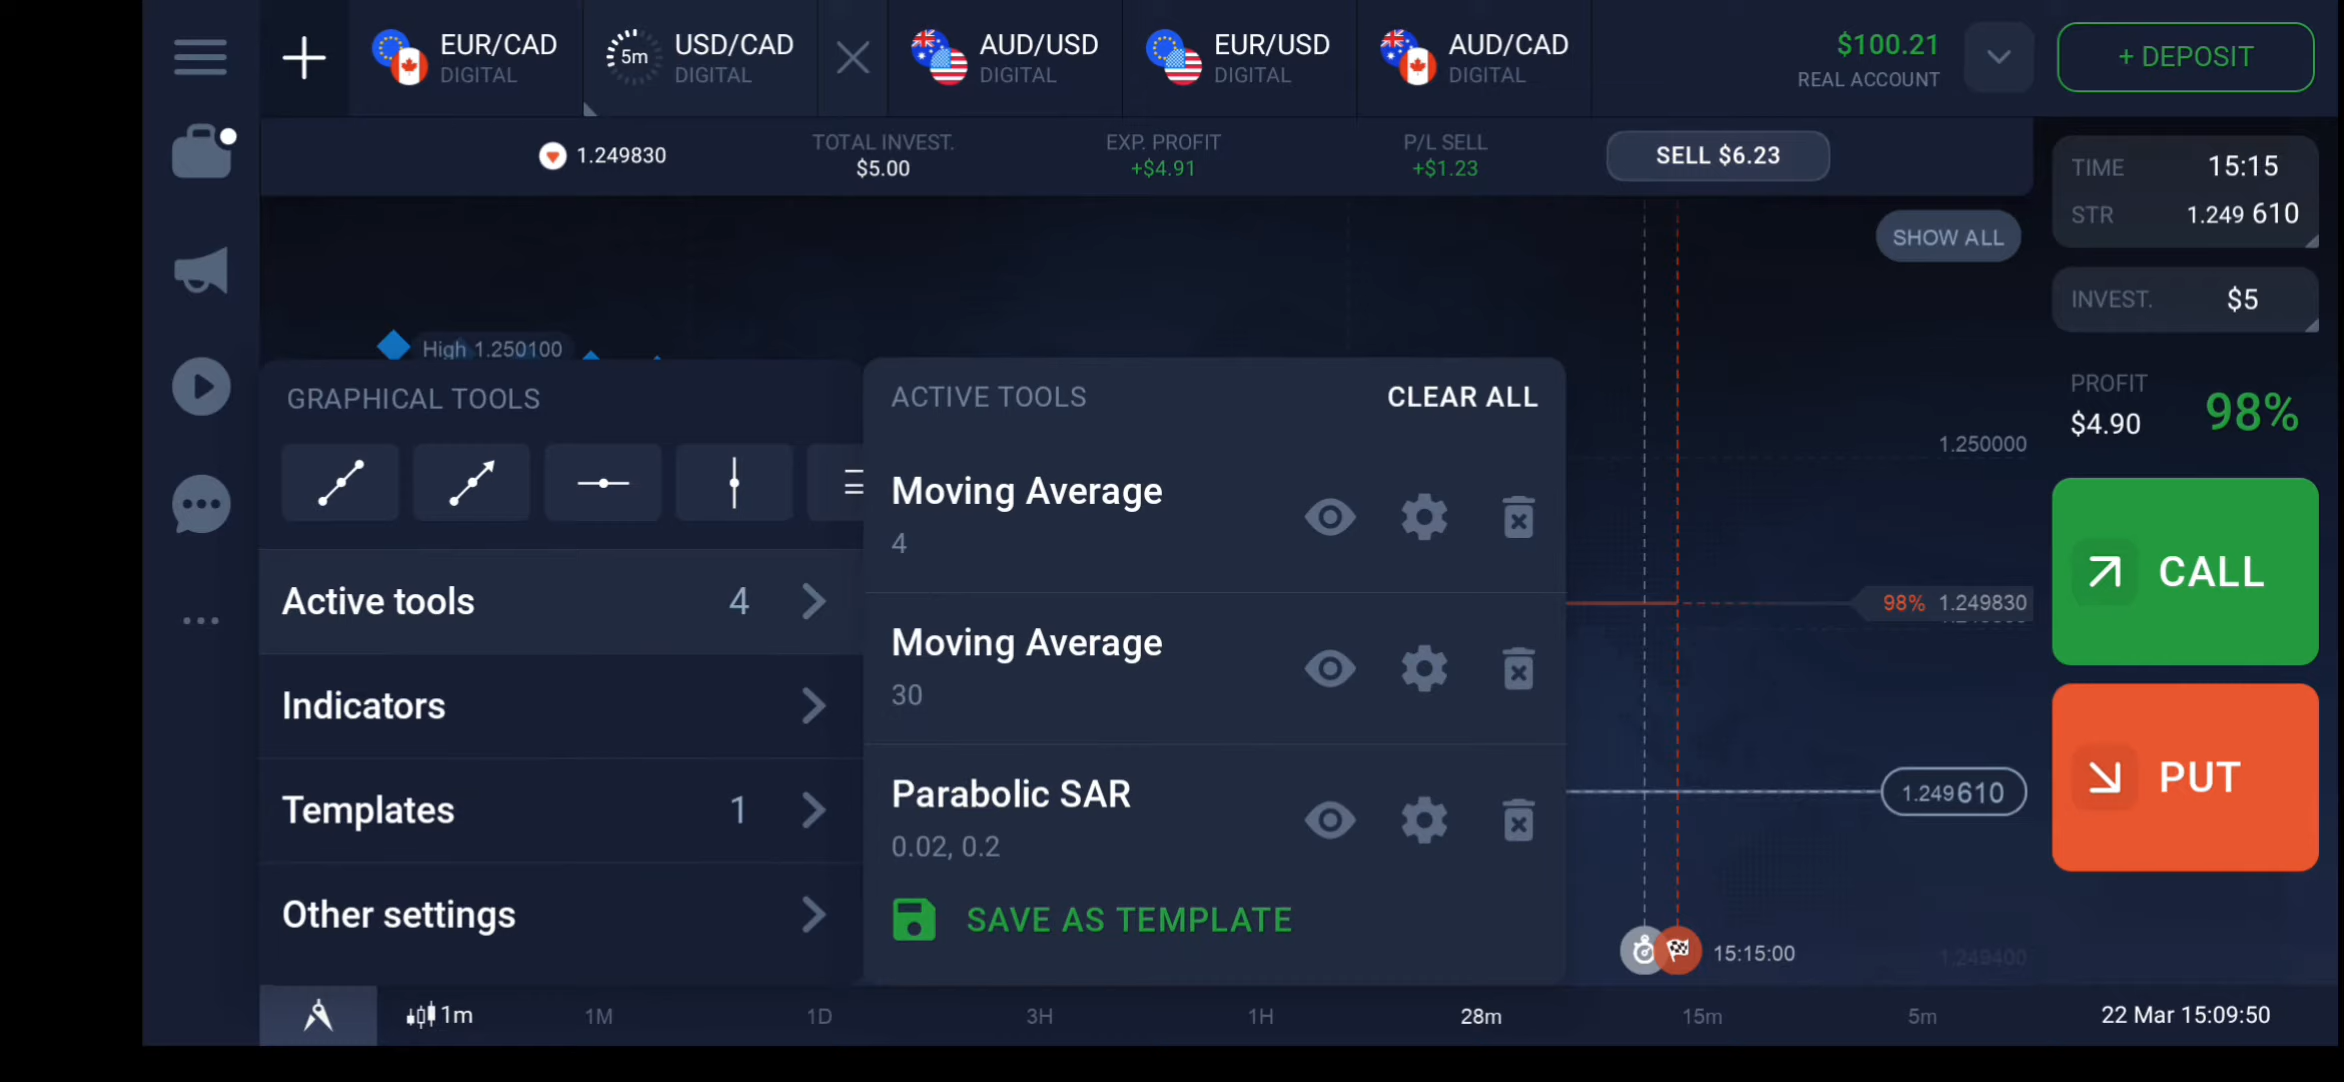 EUR/CAD
DIGITAL
5m
USD/CAD
DIGITAL
AUD/USD
DIGITAL
EUR/USD
DIGITAL
AUD/CAD
DIGITAL
$100.21
REAL ACCOUNT
+ DEPOSIT
1.249830
TOTAL INVEST.
$5.00
EXP. PROFIT
+$4.91
P/L SELL
+$1.23
SELL $6.23
TIME 15:15
STR 1.249 610
SHOW ALL
INVEST. $5
High 1.250100
PROFIT
$4.90
98%
GRAPHICAL TOOLS
ACTIVE TOOLS
CLEAR ALL
1.250000
Moving Average
4
CALL
Active tools 4
98% 1.249830
Moving Average
30
Indicators
PUT
Parabolic SAR
0.02, 0.2
1.249610
Templates 1
Other settings
SAVE AS TEMPLATE
15:15:00
1.249400
1m
1M
1D
3H
1H
28m
15m
5m
22 Mar 15:09:50